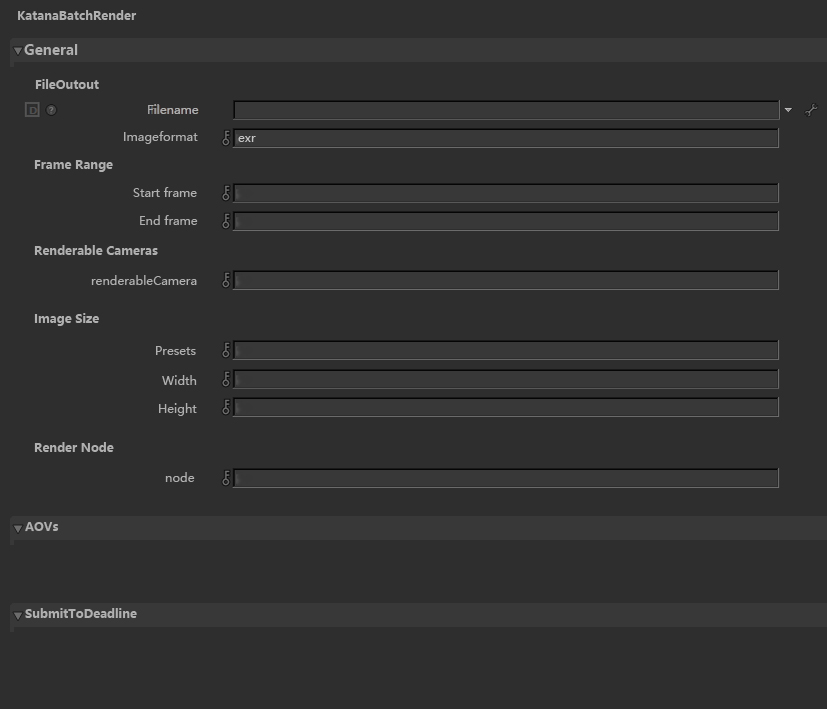 KatanaBatchRender
General
FileOutout
D ? Filename
Imageformat exr
Frame Range
Start frame
End frame
Renderable Cameras
renderableCamera
Image Size
Presets
Width
Height
Render Node
node
AOVs
SubmitToDeadline